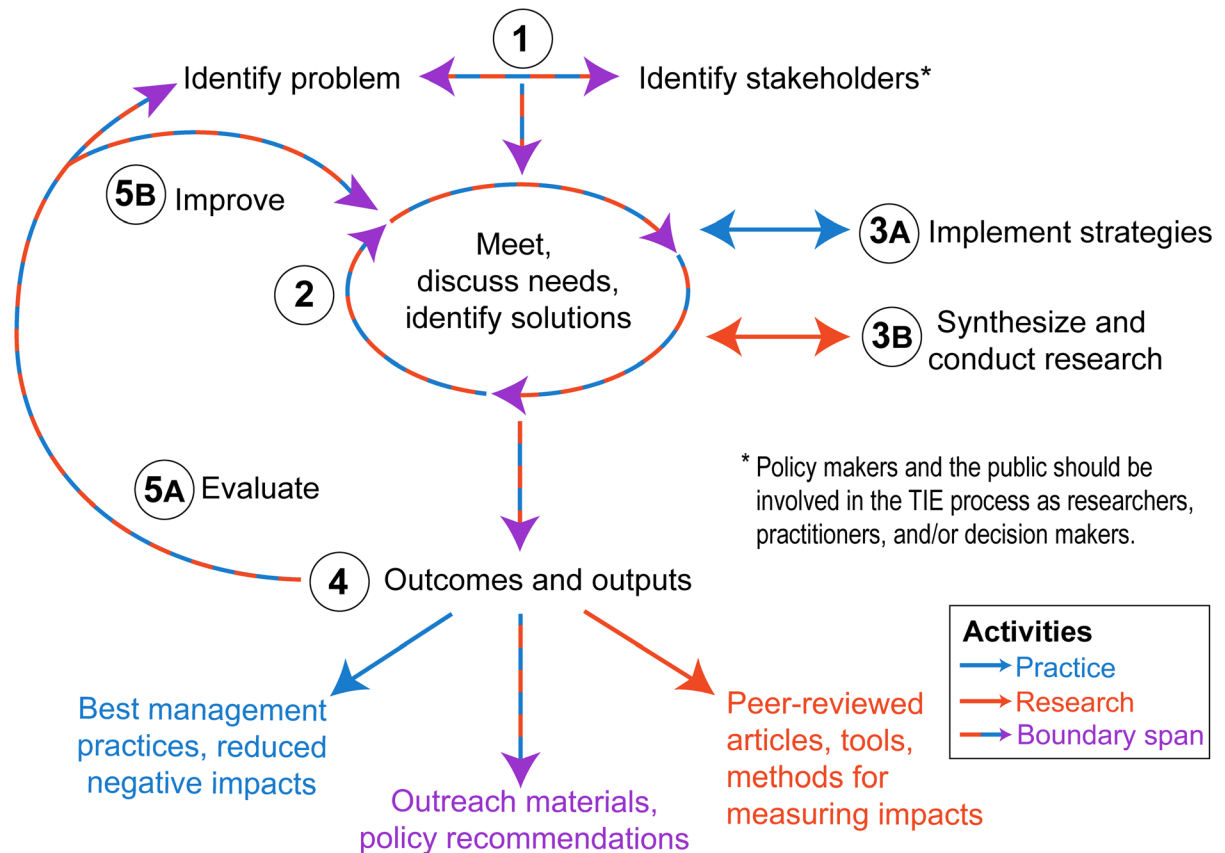 1
Identify problem
Identify stakeholders*
5B Improve
2
Meet,
discuss needs,
identify solutions
3A Implement strategies
3B Synthesize and
conduct research
* Policy makers and the public should be
involved in the TIE process as researchers,
practitioners, and/or decision makers.
5A Evaluate
4 Outcomes and outputs
Best management
practices, reduced
negative impacts
Outreach materials,
policy recommendations
Peer-reviewed
articles, tools,
methods for
measuring impacts
Activities
Practice
Research
Boundary span